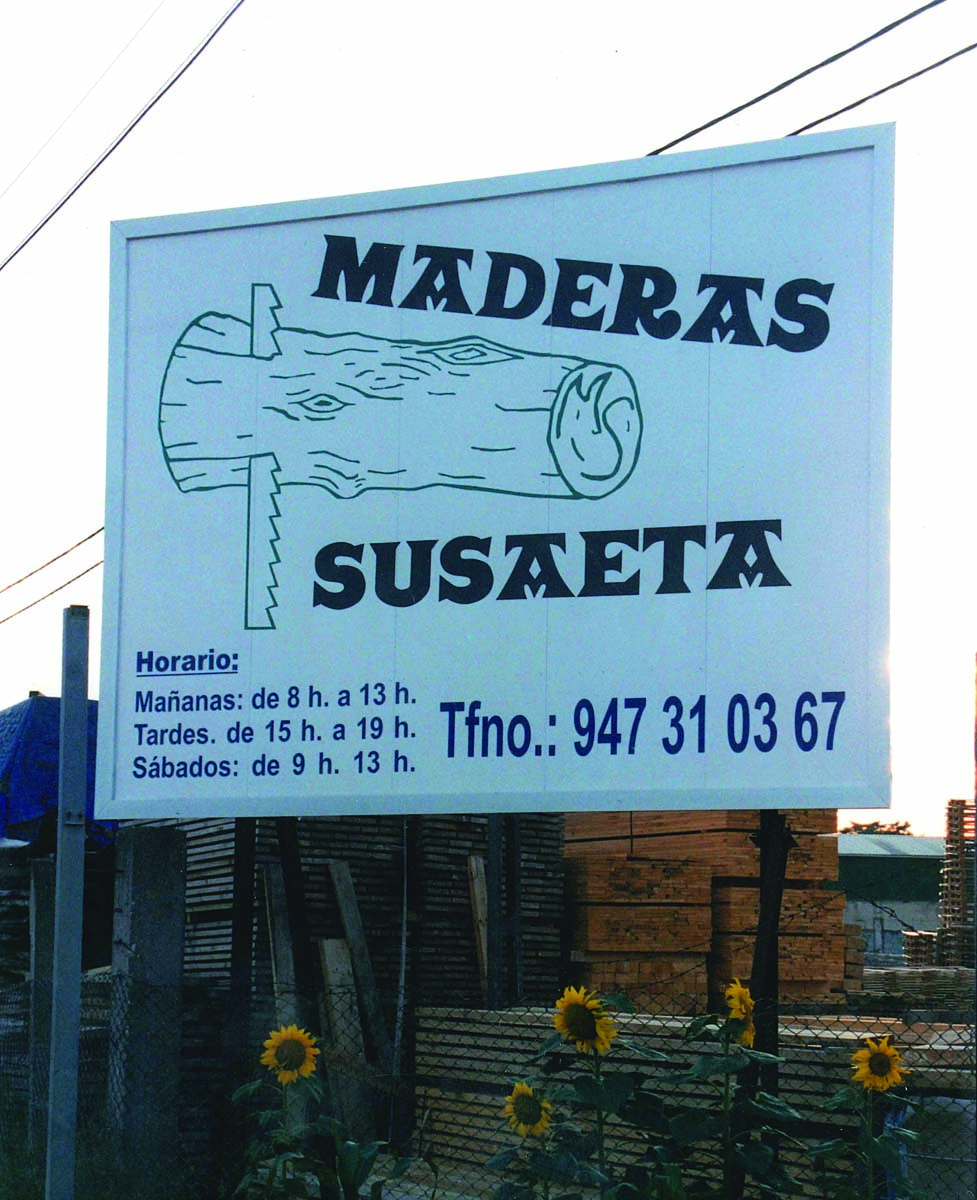 MADERAS
SUSAETA
Horario:
Mañanas: de 8 h. a 13 h.
Tardes. de 15 h. a 19 h.
Sábados: de 9 h. 13 h.
Tfno.: 947 31 03 67